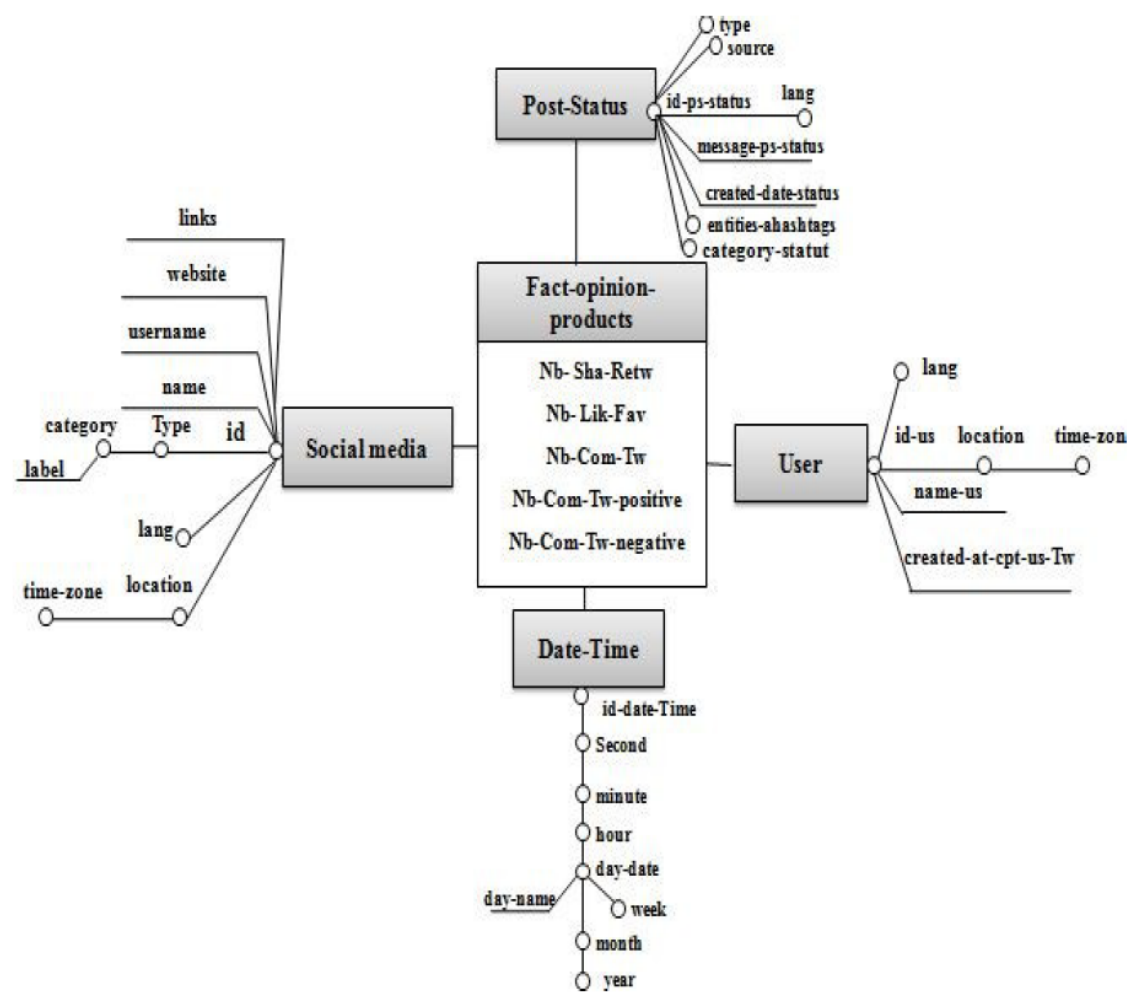 type
source
Post-Status
id-ps-status
lang
message-ps-status
created-date-status
entities-ahashtags
category-statut
links
website
username
name
category
Type
id
label
Social media
lang
time-zone
location
Fact-opinion-
products
Nb- Sha-Retw
Nb- Lik-Fav
Nb-Com-Tw
Nb-Com-Tw-positive
Nb-Com-Tw-negative
lang
User
id-us
location
time-zon
name-us
created-at-cpt-us-Tw
Date-Time
id-date-Time
Second
minute
hour
day-date
day-name
week
month
year